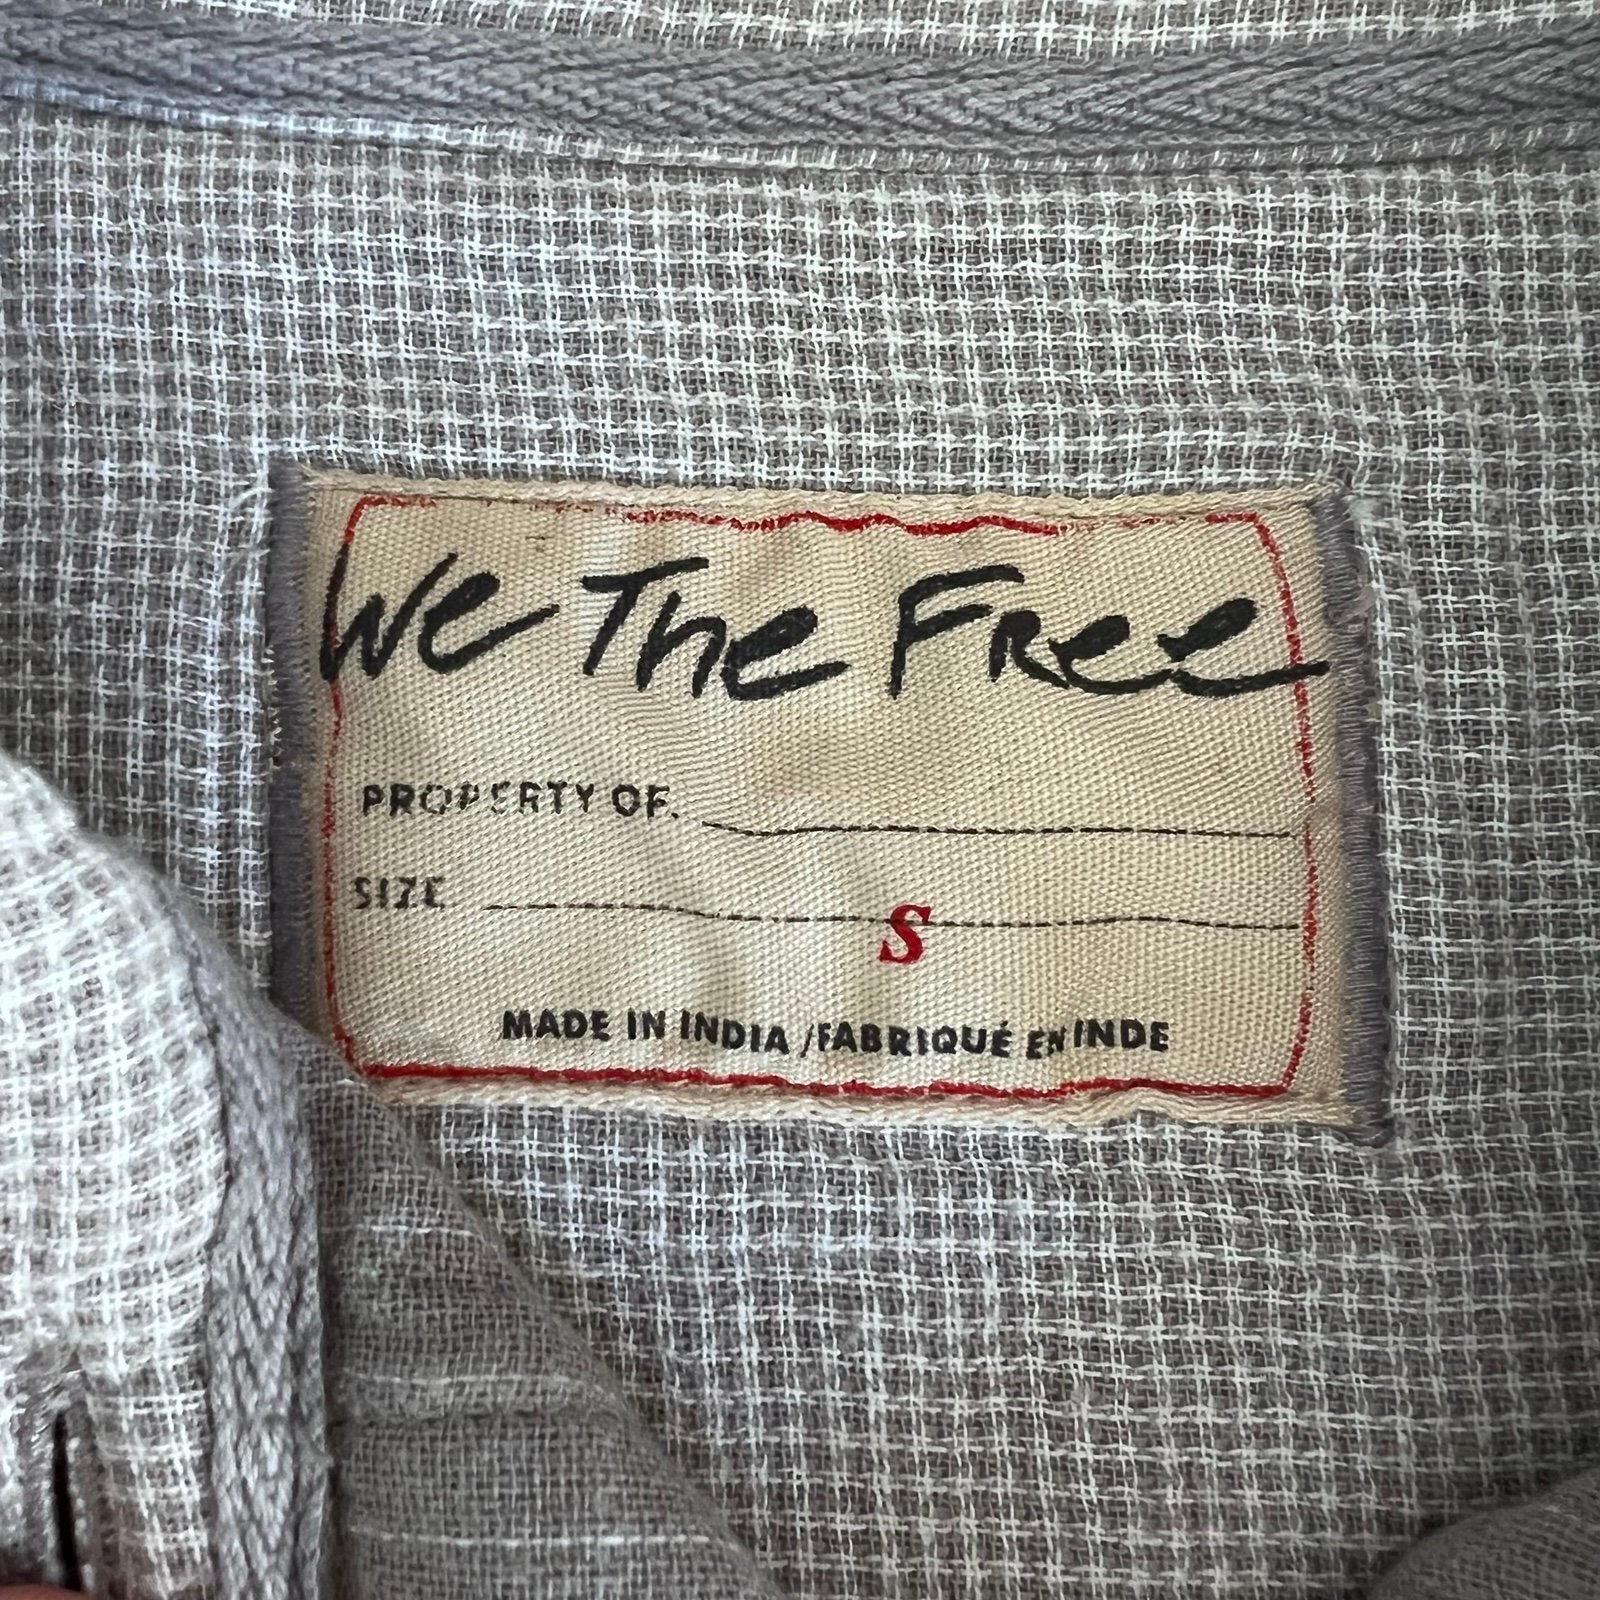 We The Free
PROPERTY OF.
SIZE S
MADE IN INDIA /FABRIQUÉ EN INDE